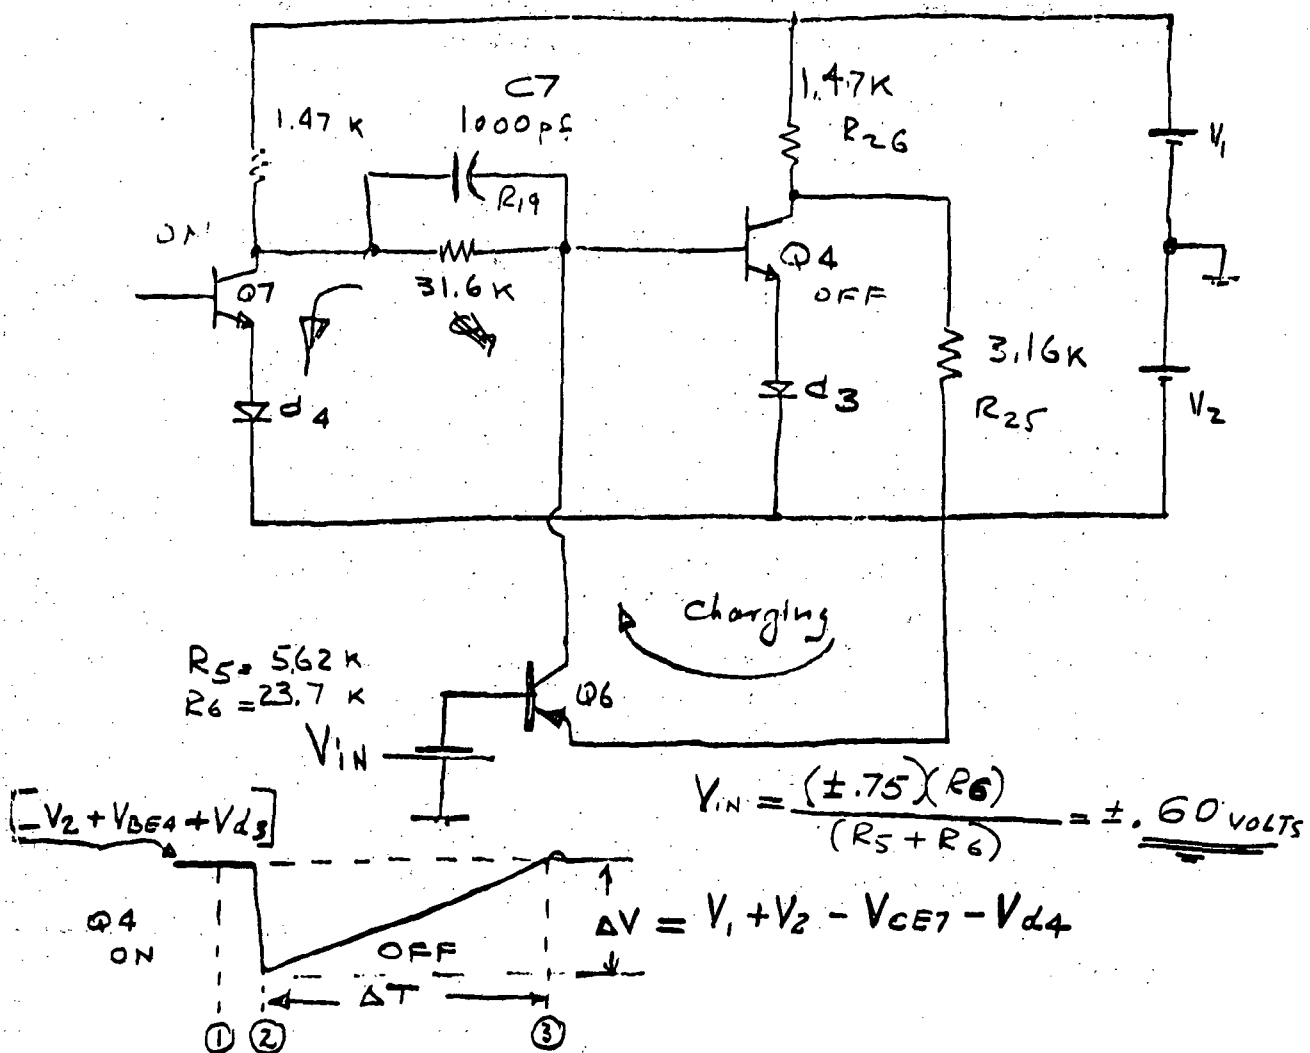 C7
1000 pf
1.47 K
1.47K
R26
V1
R19
Q7
31.6 K
Q4
OFF
3.16K
R25
d4
d3
V2
Charging
R5= 5.62 K
R6 = 23.7 K
Q6
VIN
VIN = (±.75)(R6) / (R5 + R6) = ±.60 VOLTS
[-V2 + VBE4 + Vd3]
Q4
ON
OFF
ΔV = V1 + V2 - VCE7 - Vd4
ΔT
① ② ③